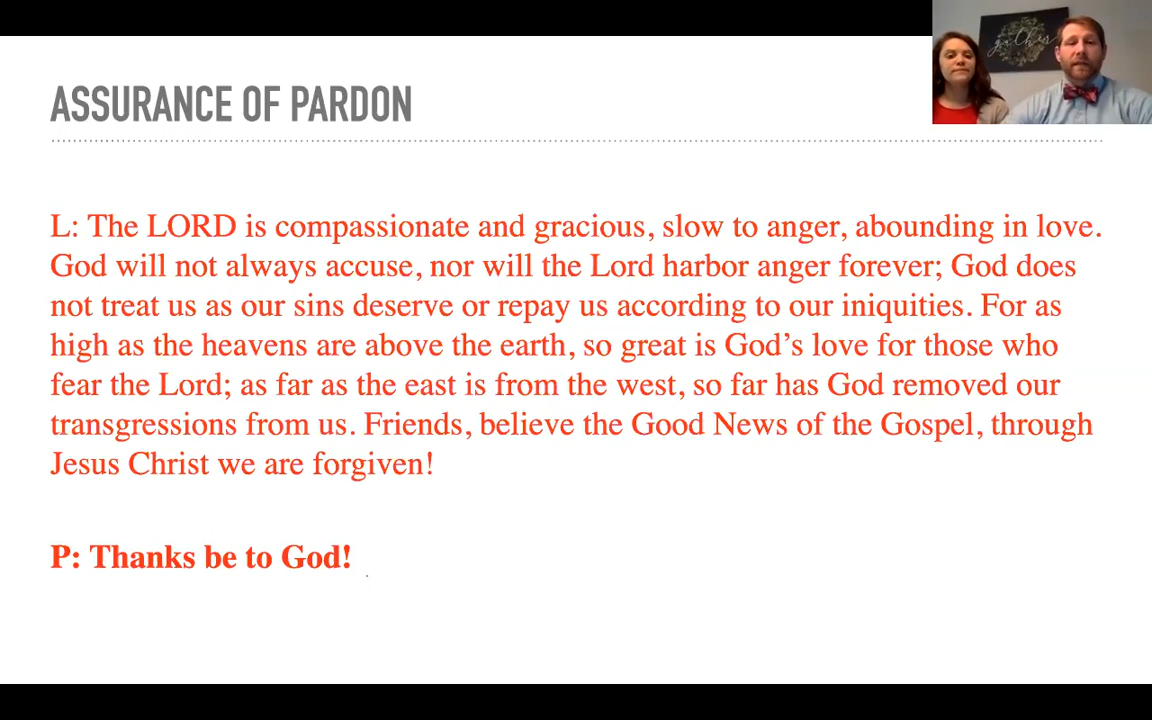 gather
ASSURANCE OF PARDON
L: The LORD is compassionate and gracious, slow to anger, abounding in love.
God will not always accuse, nor will the Lord harbor anger forever; God does
not treat us as our sins deserve or repay us according to our iniquities. For as
high as the heavens are above the earth, so great is God’s love for those who
fear the Lord; as far as the east is from the west, so far has God removed our
transgressions from us. Friends, believe the Good News of the Gospel, through
Jesus Christ we are forgiven!
P: Thanks be to God!